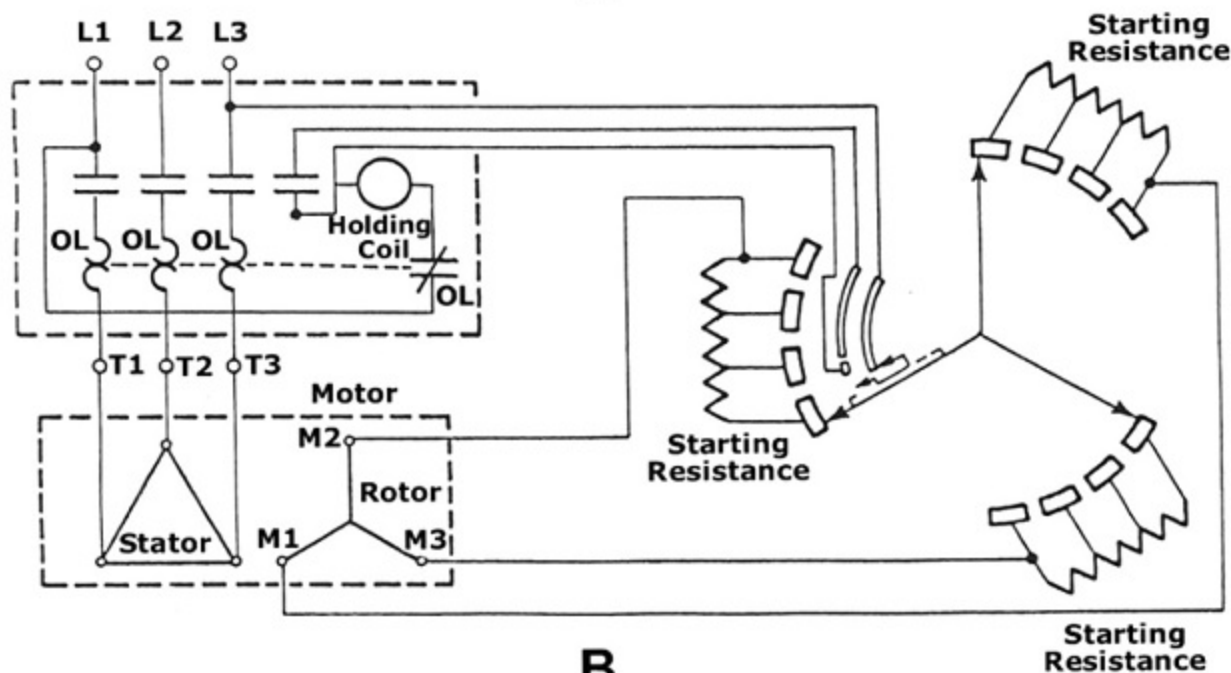 L1 L2 L3
Starting
Resistance
OL OL OL
Holding
Coil
OL
T1 T2 T3
Motor
M2
Rotor
Stator
M1 M3
Starting
Resistance
Starting
Resistance
B